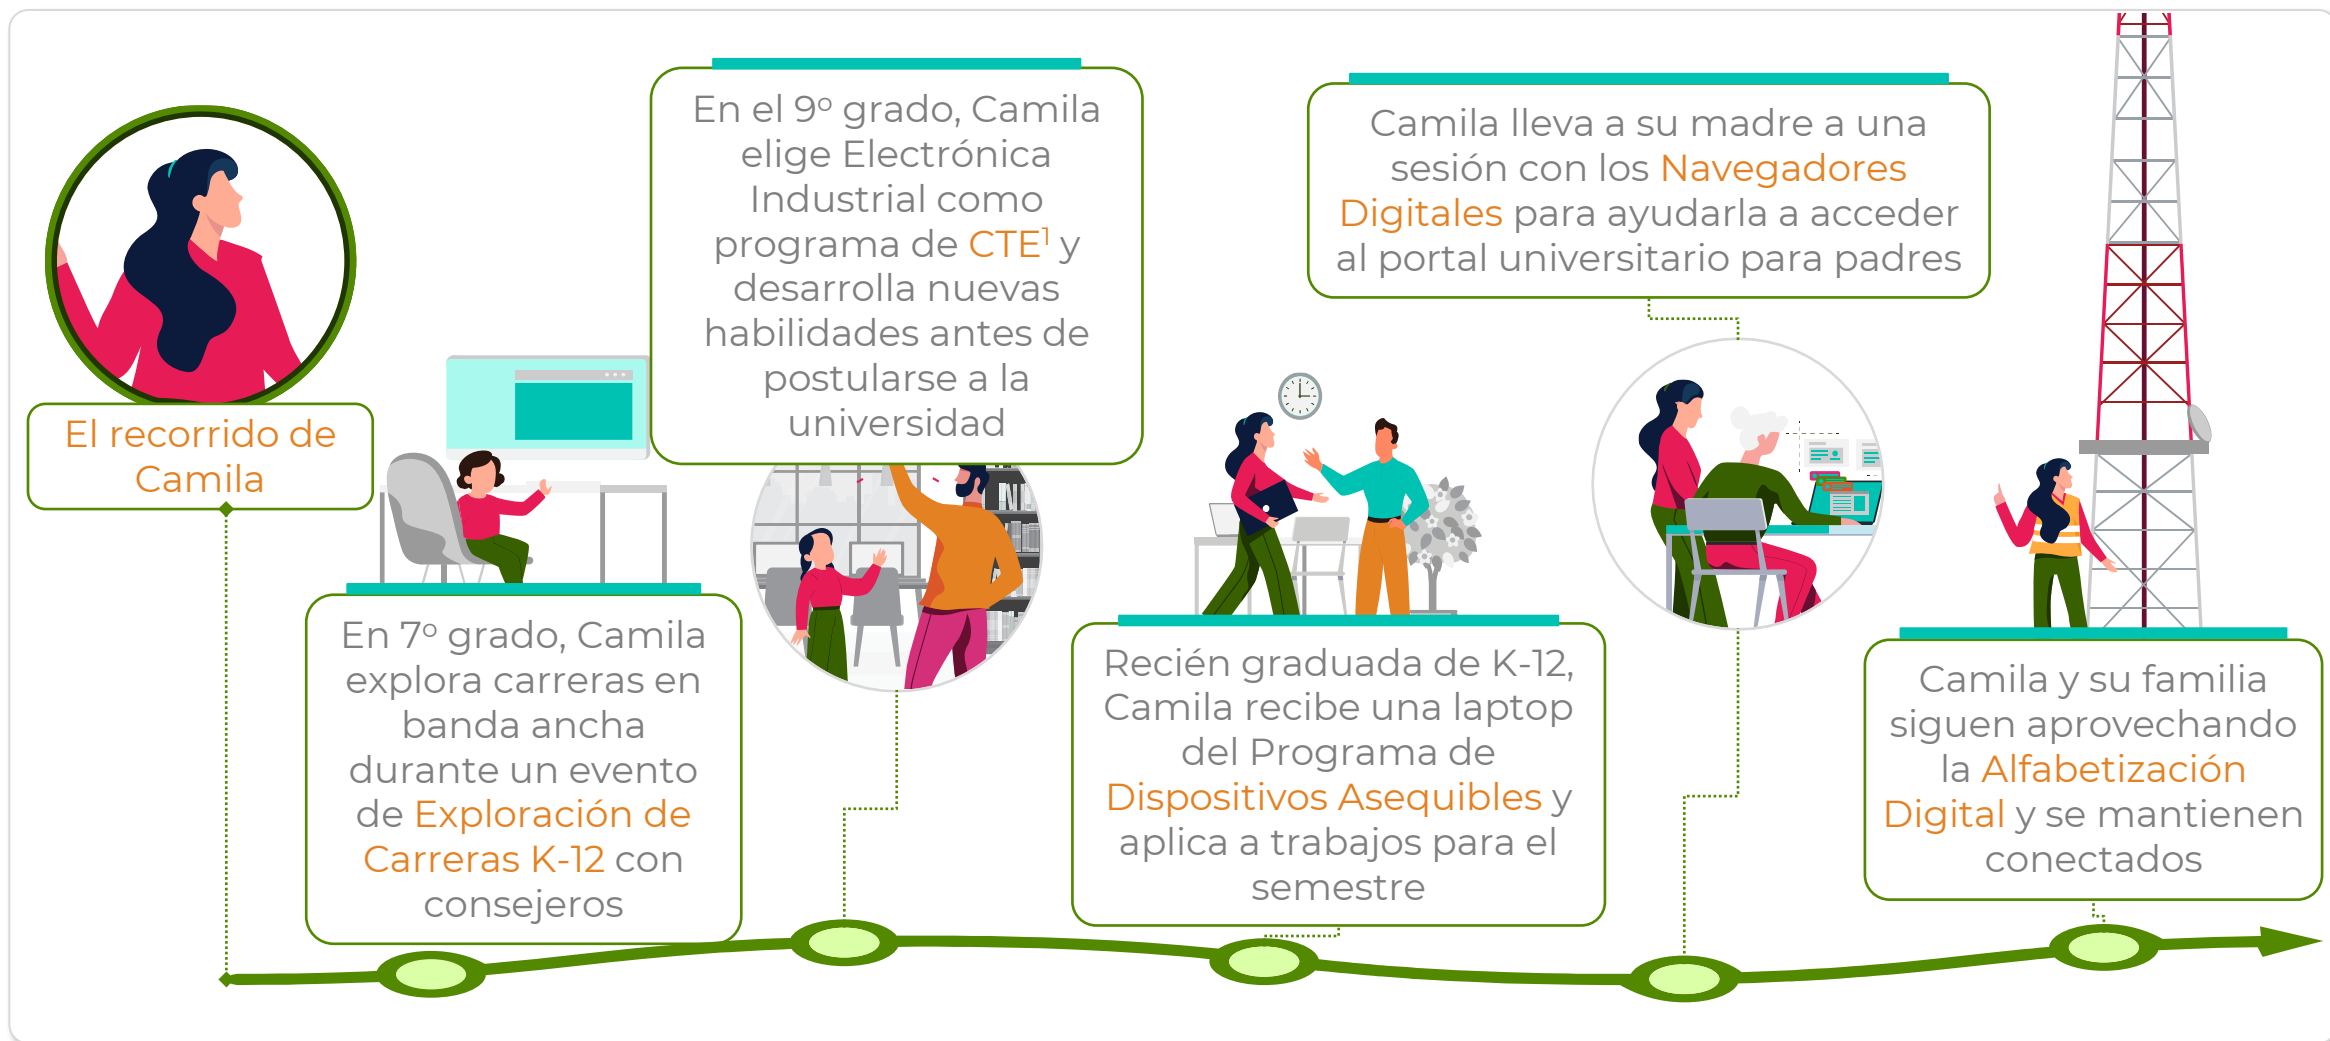 El recorrido de
Camila
En 7º grado, Camila
explora carreras en
banda ancha
durante un evento
de Exploración de
Carreras K-12 con
consejeros
En el 9º grado, Camila
elige Electrónica
Industrial como
programa de CTE¹ y
desarrolla nuevas
habilidades antes de
postularse a la
universidad
Recién graduada de K-12,
Camila recibe una laptop
del Programa de
Dispositivos Asequibles y
aplica a trabajos para el
semestre
Camila lleva a su madre a una
sesión con los Navegadores
Digitales para ayudarla a acceder
al portal universitario para padres
Camila y su familia
siguen aprovechando
la Alfabetización
Digital y se mantienen
conectados